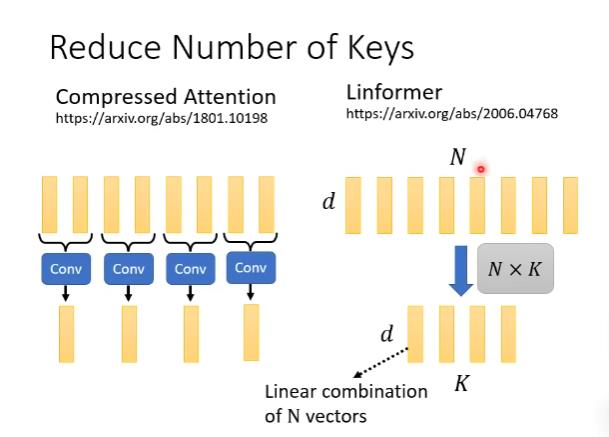 Reduce Number of Keys
Compressed Attention
https://arxiv.org/abs/1801.10198
Linformer
https://arxiv.org/abs/2006.04768
N
d
Conv
Conv
Conv
Conv
N × K
d
K
Linear combination
of N vectors